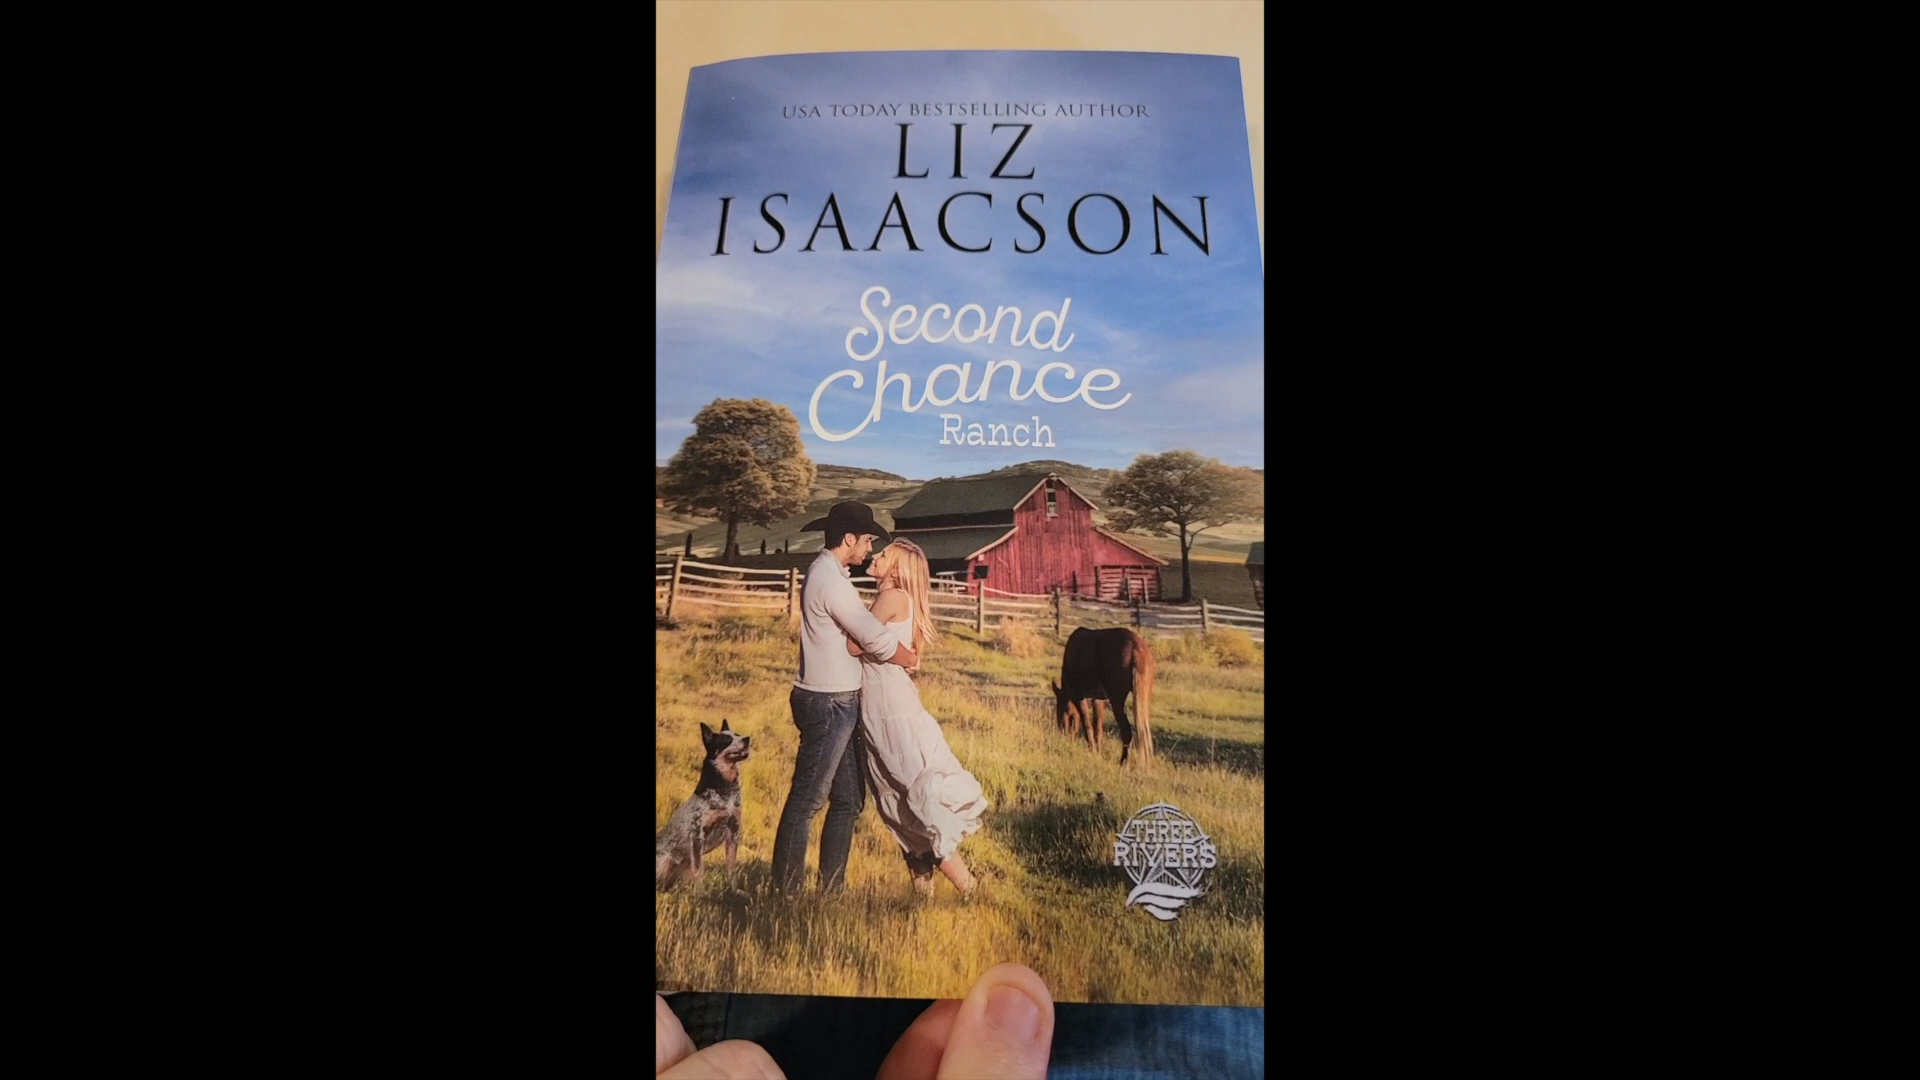 USA TODAY BESTSELLING AUTHOR
LIZ
ISAACSON
Second
Chance
Ranch
THREE
RIVERS